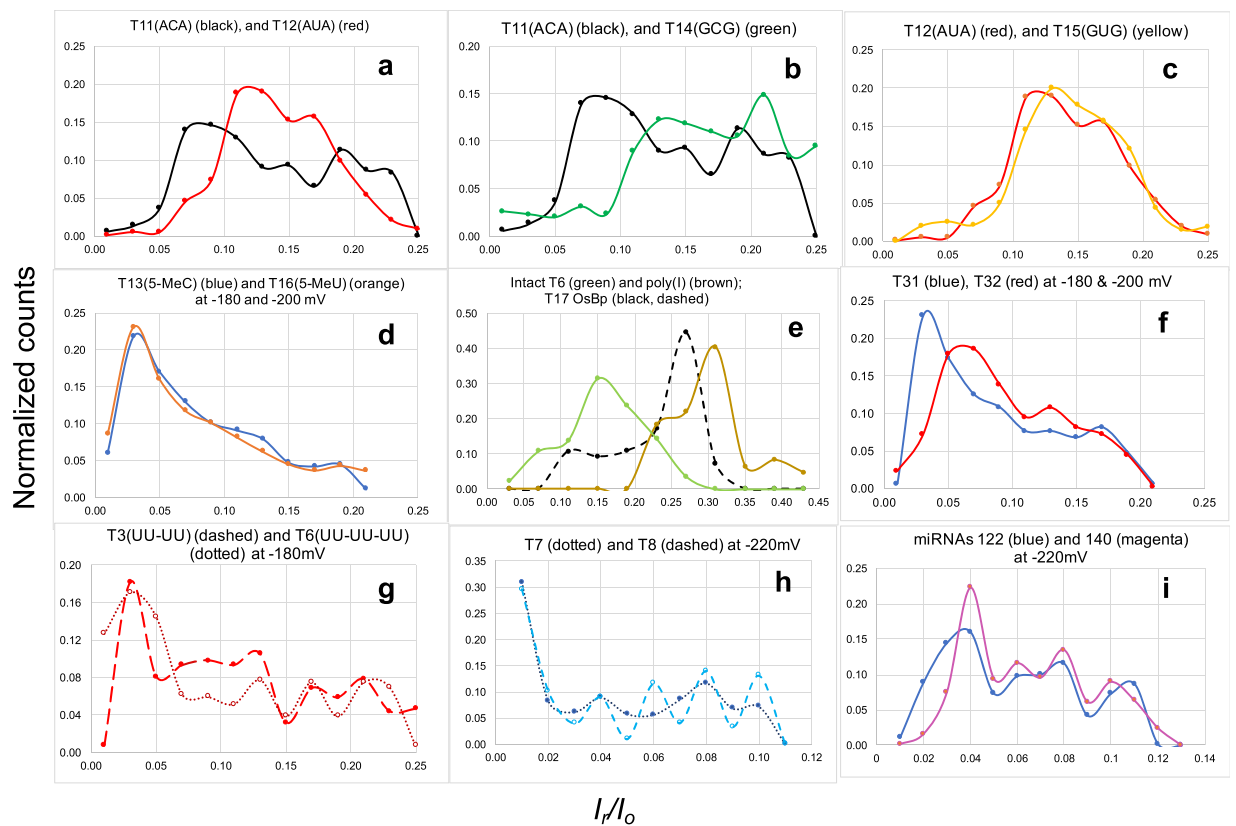 T11(ACA) (black), and T12(AUA) (red)
a
0.25
0.20
0.15
0.10
0.05
0.00
0.00 0.05 0.10 0.15 0.20 0.25
T11(ACA) (black), and T14(GCG) (green)
b
0.20
0.15
0.10
0.05
0.00
0.00 0.05 0.10 0.15 0.20 0.25
T12(AUA) (red), and T15(GUG) (yellow)
c
0.25
0.20
0.15
0.10
0.05
0.00
0.00 0.05 0.10 0.15 0.20 0.25
Normalized counts
T13(5-MeC) (blue) and T16(5-MeU) (orange)
at -180 and -200 mV
d
0.25
0.20
0.15
0.10
0.05
0.00
0.00 0.05 0.10 0.15 0.20 0.25
Intact T6 (green) and poly(I) (brown);
T17 OsBp (black, dashed)
e
0.50
0.40
0.30
0.20
0.10
0.00
0.00 0.05 0.10 0.15 0.20 0.25 0.30 0.35 0.40 0.45
T31 (blue), T32 (red) at -180 & -200 mV
f
0.25
0.20
0.15
0.10
0.05
0.00
0.00 0.05 0.10 0.15 0.20 0.25
T3(UU-UU) (dashed) and T6(UU-UU-UU)
(dotted) at -180mV
g
0.20
0.16
0.12
0.08
0.04
0.00
0.00 0.05 0.10 0.15 0.20 0.25
T7 (dotted) and T8 (dashed) at -220mV
h
0.35
0.30
0.25
0.20
0.15
0.10
0.05
0.00
0.00 0.02 0.04 0.06 0.08 0.10 0.12
miRNAs 122 (blue) and 140 (magenta)
at -220mV
i
0.25
0.20
0.15
0.10
0.05
0.00
0 0.02 0.04 0.06 0.08 0.10 0.12 0.14
Ir/Io